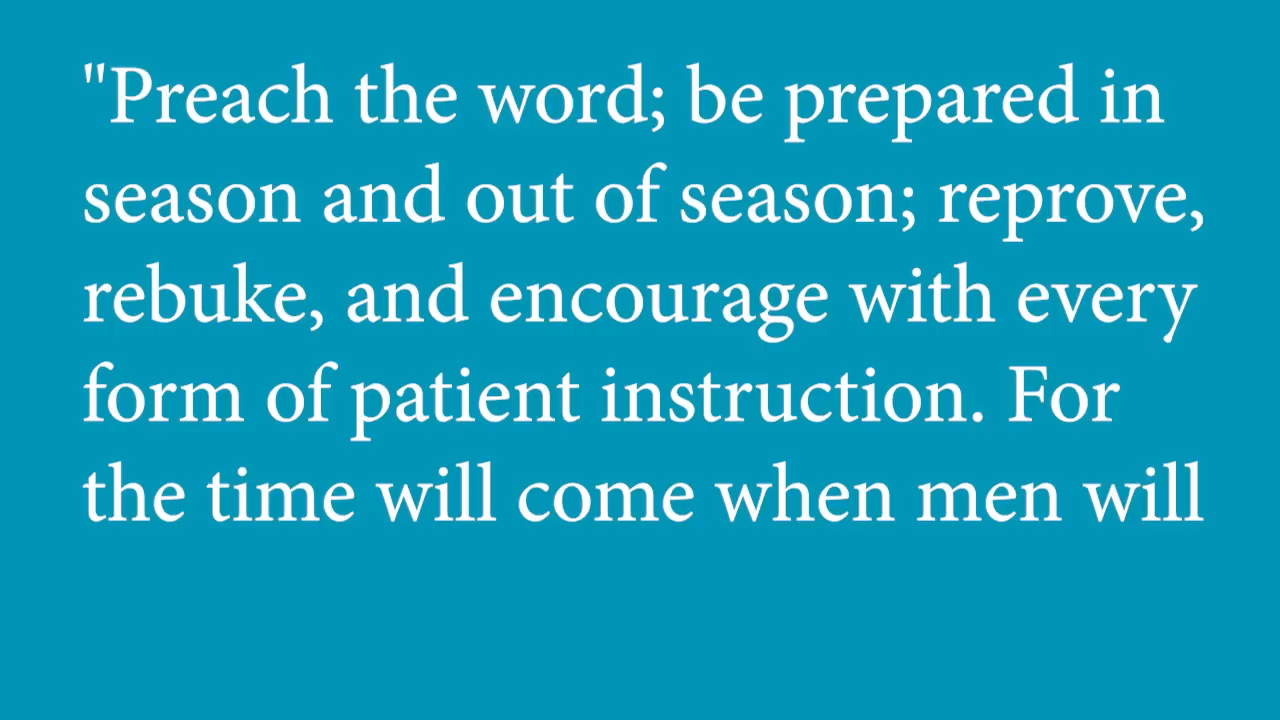 "Preach the word; be prepared in
season and out of season; reprove,
rebuke, and encourage with every
form of patient instruction. For
the time will come when men will